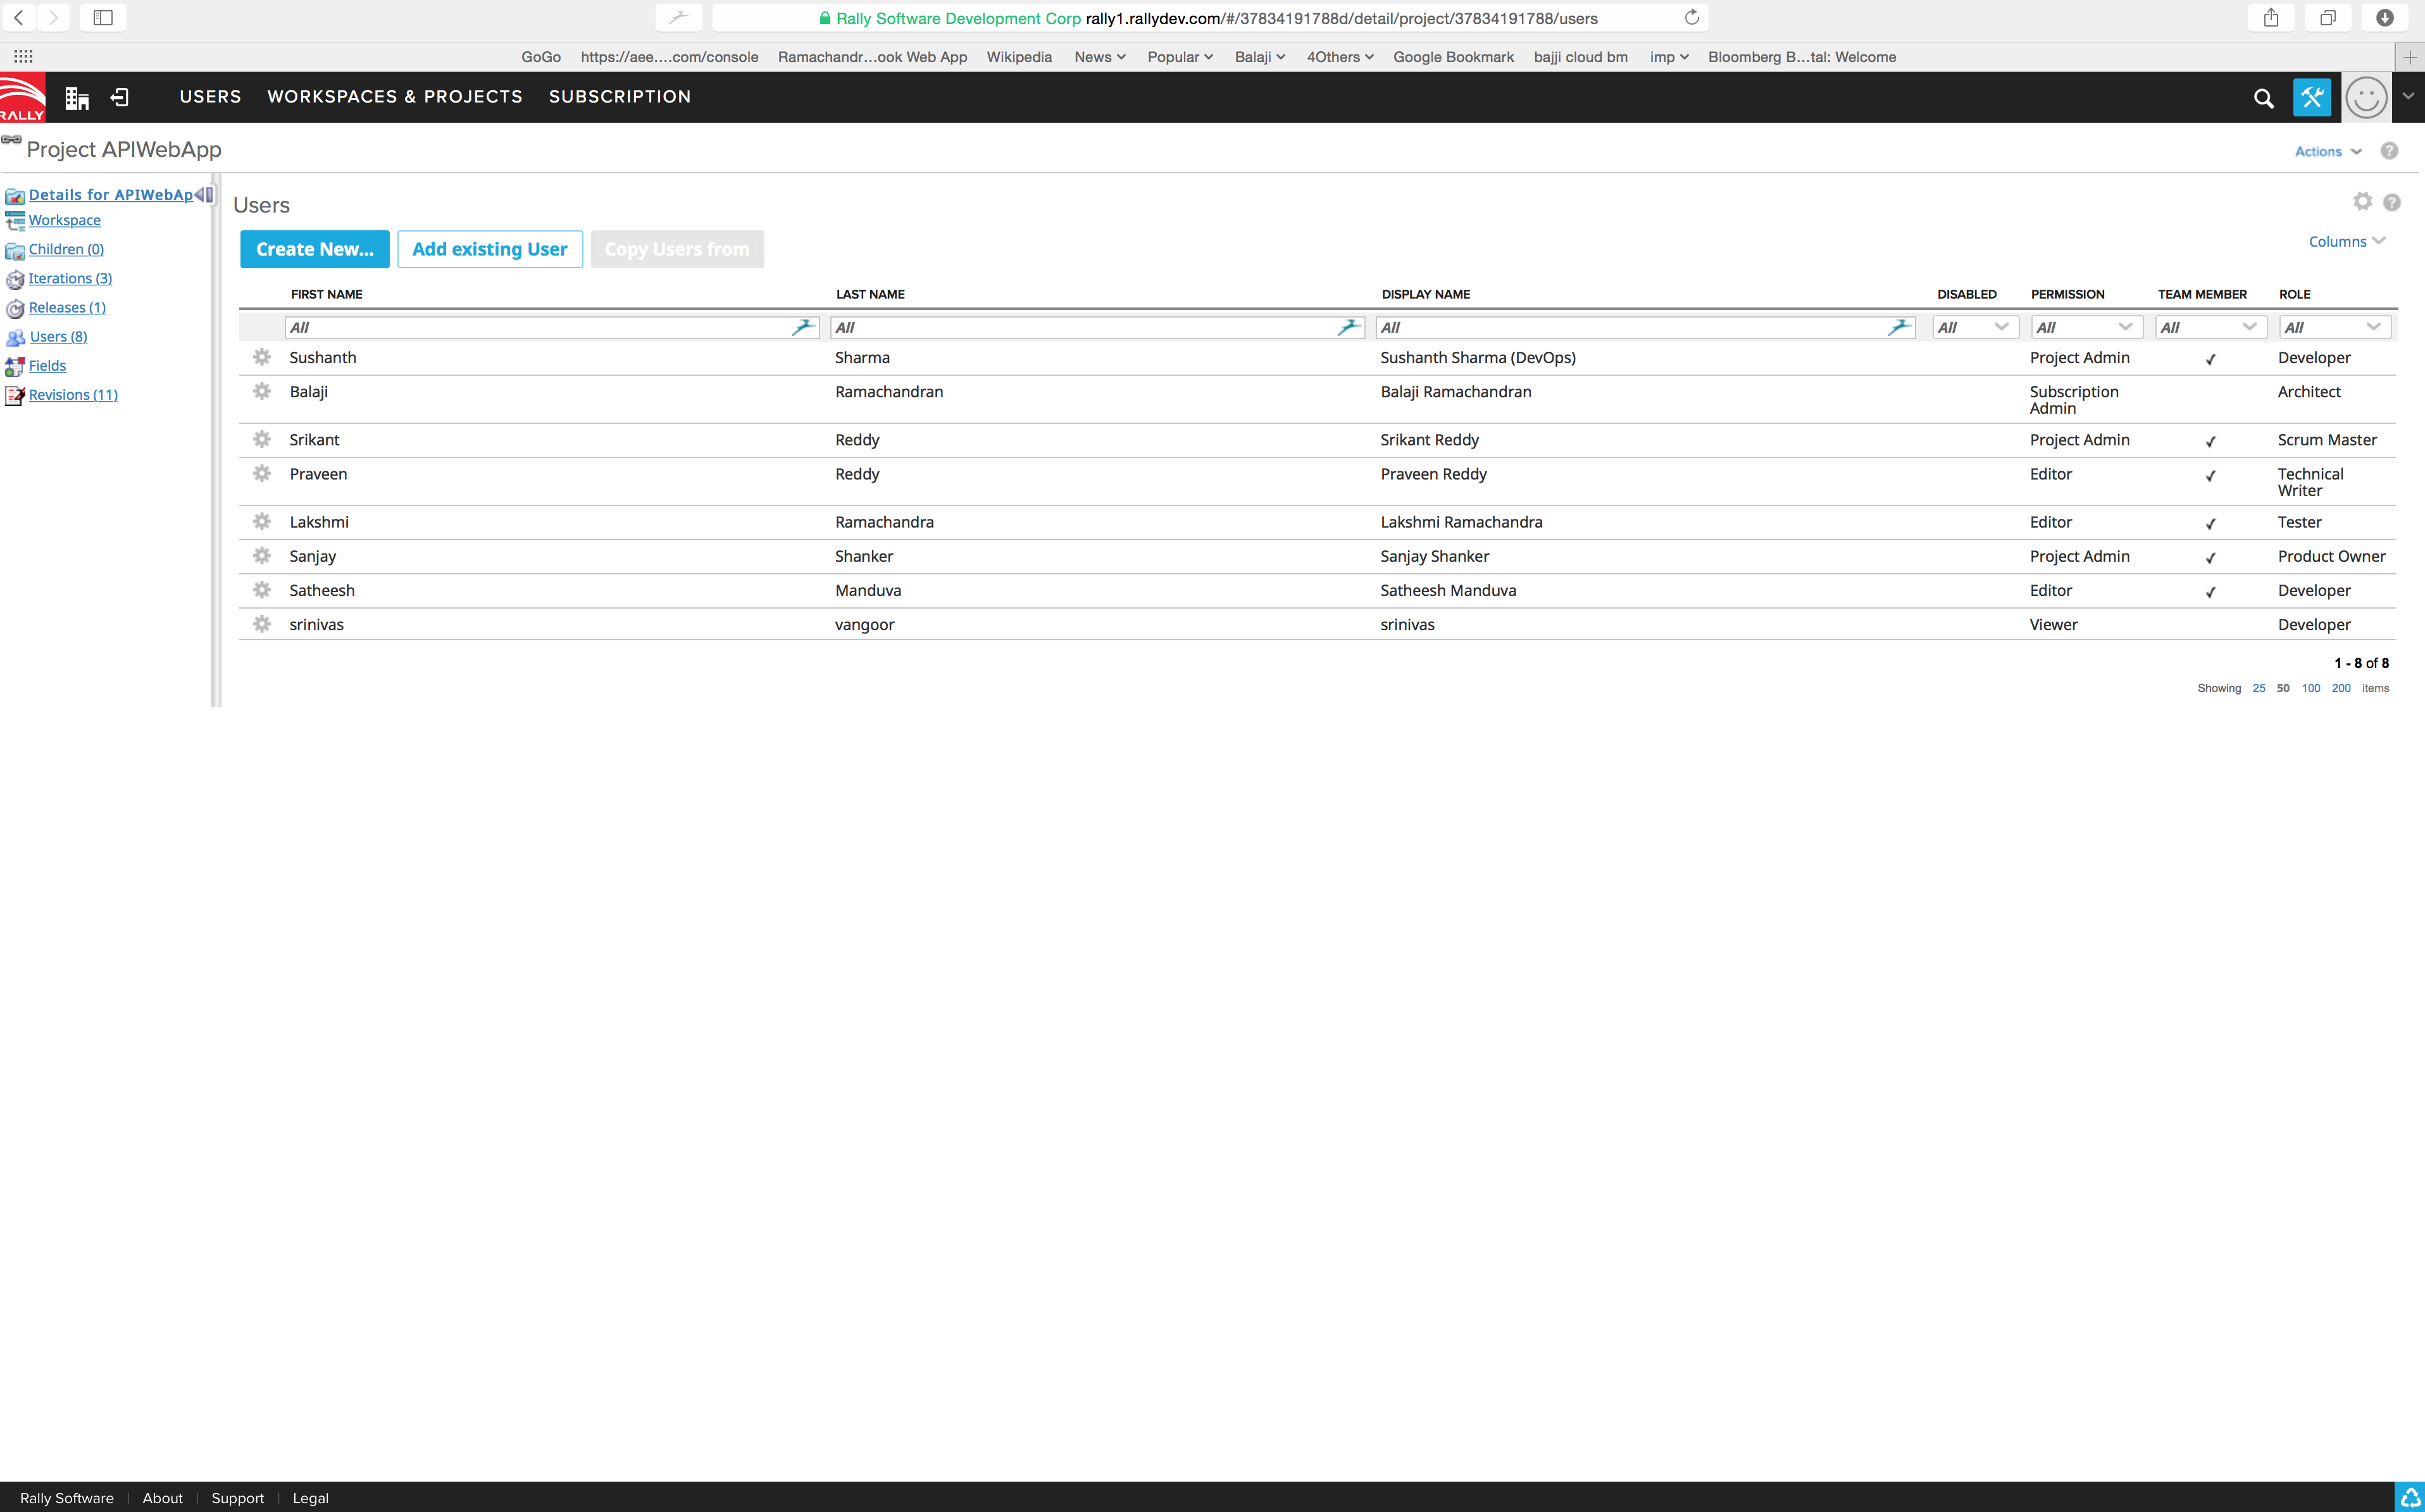 Rally Software Development Corp rally1.rallydev.com/#/37834191788d/detail/project/37834191788/users
GoGo https://aee....com/console Ramachandr...ook Web App Wikipedia News Popular Balaji 4Others Google Bookmark bajji cloud bm imp Bloomberg B...tal: Welcome
RALLY USERS WORKSPACES & PROJECTS SUBSCRIPTION
Project APIWebApp
Actions ?
Details for APIWebAp
Workspace
Children (0)
Iterations (3)
Releases (1)
Users (8)
Fields
Revisions (11)
Users
?
Create New... Add existing User Copy Users from
Columns
FIRST NAME LAST NAME DISPLAY NAME DISABLED PERMISSION TEAM MEMBER ROLE
All All All All All All All
Sushanth Sharma Sushanth Sharma (DevOps) Project Admin ✓ Developer
Balaji Ramachandran Balaji Ramachandran Subscription Admin Architect
Srikant Reddy Srikant Reddy Project Admin ✓ Scrum Master
Praveen Reddy Praveen Reddy Editor ✓ Technical Writer
Lakshmi Ramachandra Lakshmi Ramachandra Editor ✓ Tester
Sanjay Shanker Sanjay Shanker Project Admin ✓ Product Owner
Satheesh Manduva Satheesh Manduva Editor ✓ Developer
srinivas vangoor srinivas Viewer Developer
1 - 8 of 8
Showing 25 50 100 200 items
Rally Software | About | Support | Legal